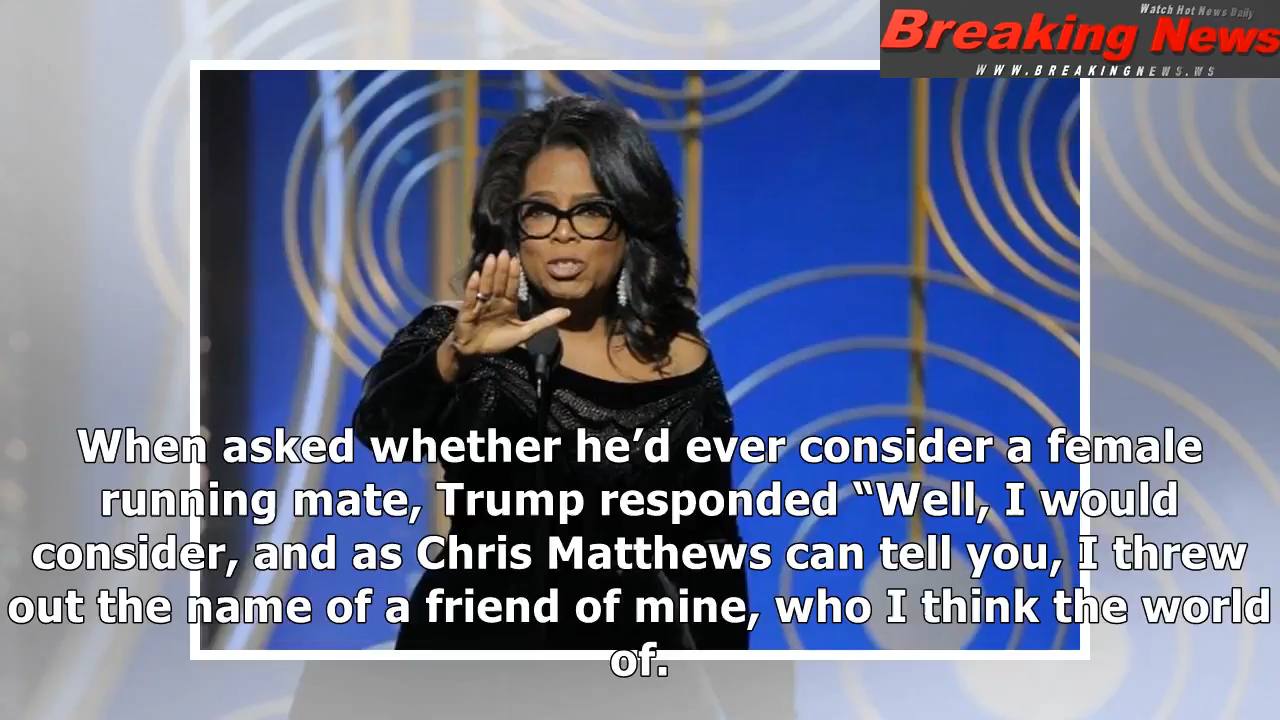 Watch Hot News Daily
Breaking News
WWW.BREAKINGNEWS.WS
When asked whether he’d ever consider a female
running mate, Trump responded “Well, I would
consider, and as Chris Matthews can tell you, I threw
out the name of a friend of mine, who I think the world
of.